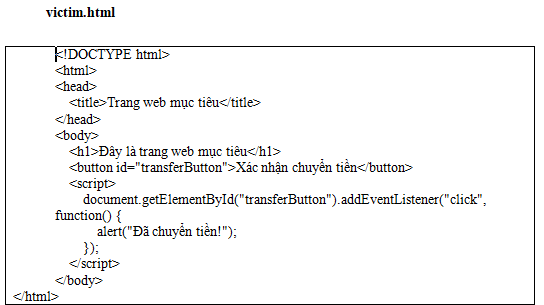 victim.html
<!DOCTYPE html>
<html>
<head>
<title>Trang web mục tiêu</title>
</head>
<body>
<h1>Đây là trang web mục tiêu</h1>
<button id="transferButton">Xác nhận chuyển tiền</button>
<script>
document.getElementById("transferButton").addEventListener("click",
function() {
alert("Đã chuyển tiền!");
});
</script>
</body>
</html>